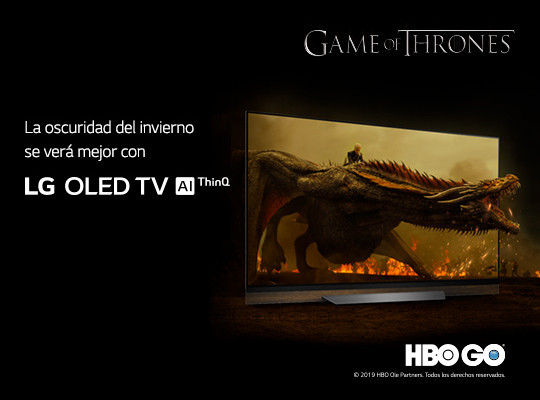 GAME OF THRONES
La oscuridad del invierno
se verá mejor con
LG OLED TV AI ThinQ
HBO GO
© 2019 HBO Ole Partners. Todos los derechos reservados.